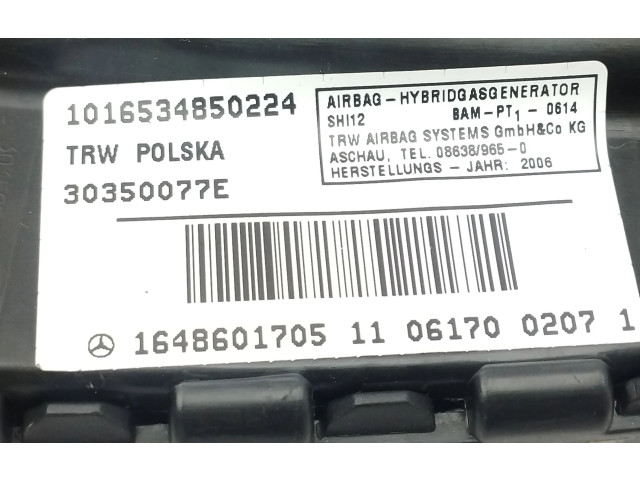 1016534850224
TRW POLSKA
30350077E
AIRBAG - HYBRIDGASGENERATOR
SHI12 BAM-PT1 - 0614
TRW AIRBAG SYSTEMS GmbH&Co KG
ASCHAU, TEL. 08638/965-0
HERSTELLUNGS - JAHR: 2006
1648601705 11 06170 0207 1